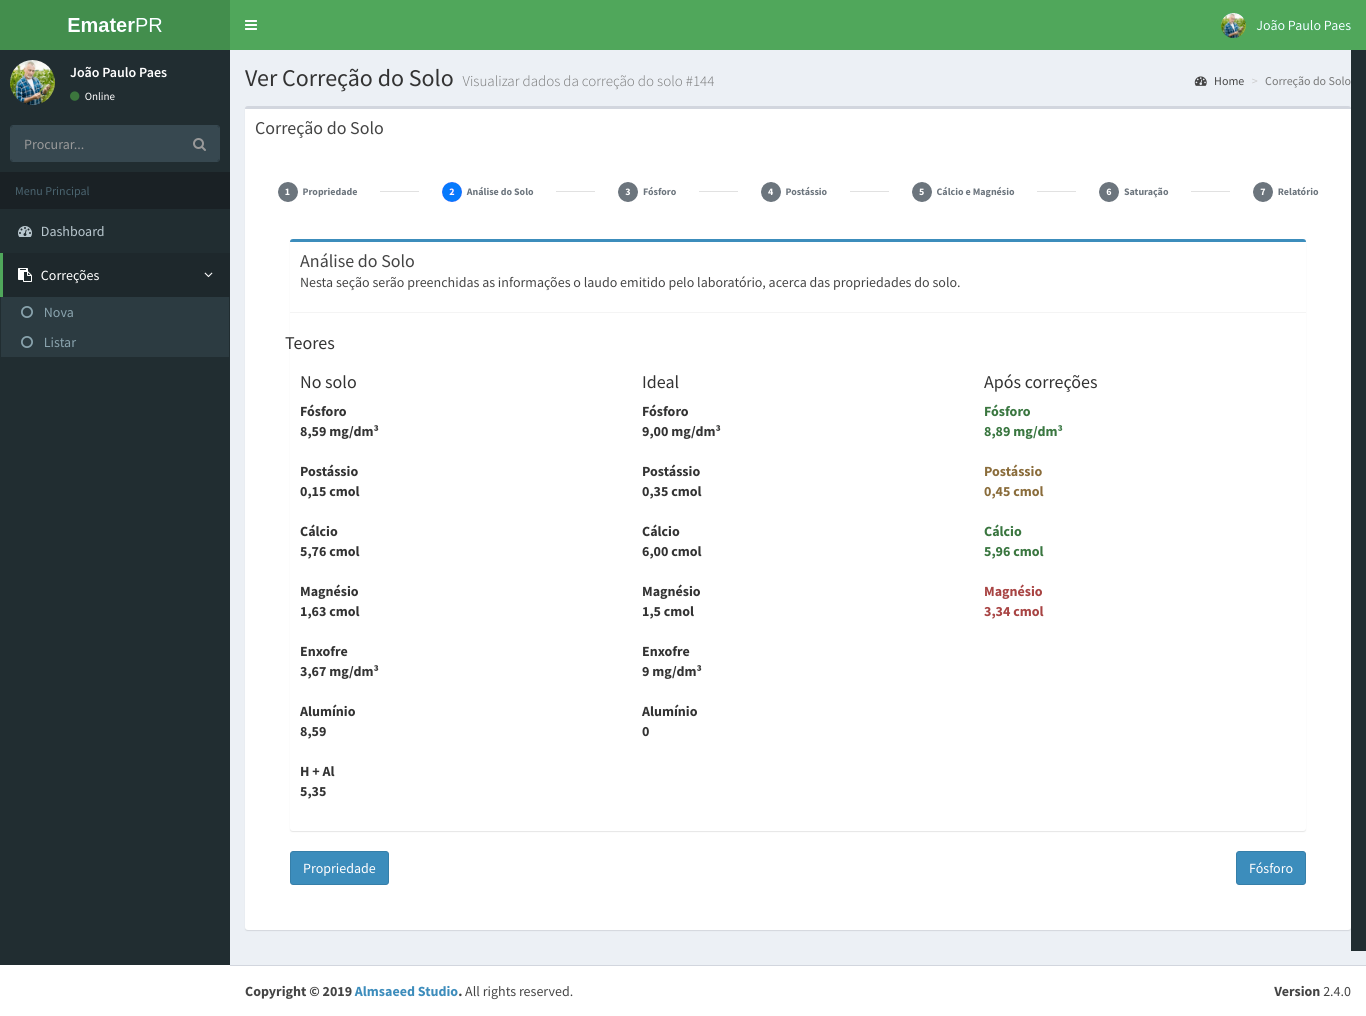 EmaterPR
João Paulo Paes
João Paulo Paes
Online
Procurar...
Menu Principal
Dashboard
Correções
Nova
Listar
Ver Correção do Solo Visualizar dados da correção do solo #144
Home > Correção do Solo
Correção do Solo
1 Propriedade
2 Análise do Solo
3 Fósforo
4 Postássio
5 Cálcio e Magnésio
6 Saturação
7 Relatório
Análise do Solo
Nesta seção serão preenchidas as informações o laudo emitido pelo laboratório, acerca das propriedades do solo.
Teores
No solo
Fósforo
8,59 mg/dm³
Postássio
0,15 cmol
Cálcio
5,76 cmol
Magnésio
1,63 cmol
Enxofre
3,67 mg/dm³
Alumínio
8,59
H + Al
5,35
Ideal
Fósforo
9,00 mg/dm³
Postássio
0,35 cmol
Cálcio
6,00 cmol
Magnésio
1,5 cmol
Enxofre
9 mg/dm³
Alumínio
0
Após correções
Fósforo
8,89 mg/dm³
Postássio
0,45 cmol
Cálcio
5,96 cmol
Magnésio
3,34 cmol
Propriedade
Fósforo
Copyright © 2019 Almsaeed Studio. All rights reserved.
Version 2.4.0